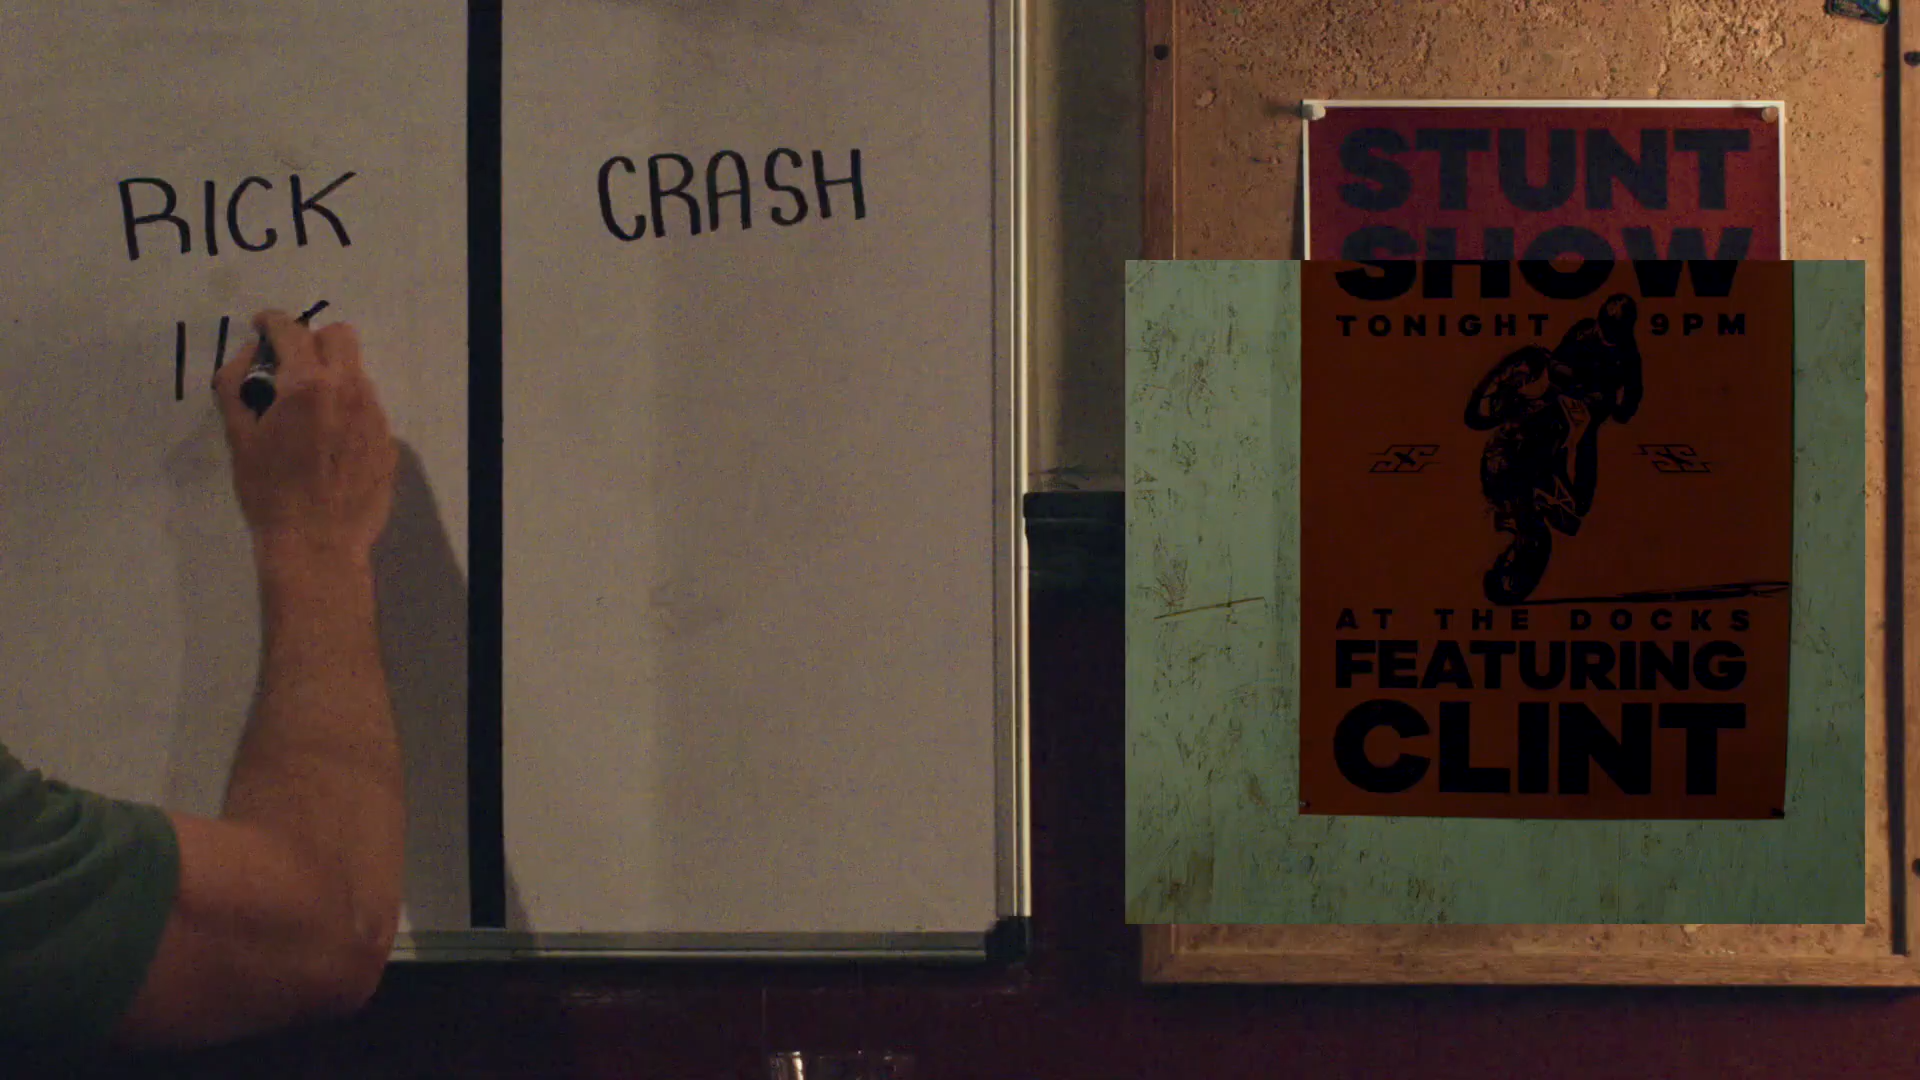 RICK
CRASH
STUNT
SHOW
TONIGHT 9PM
AT THE DOCKS
FEATURING
CLINT